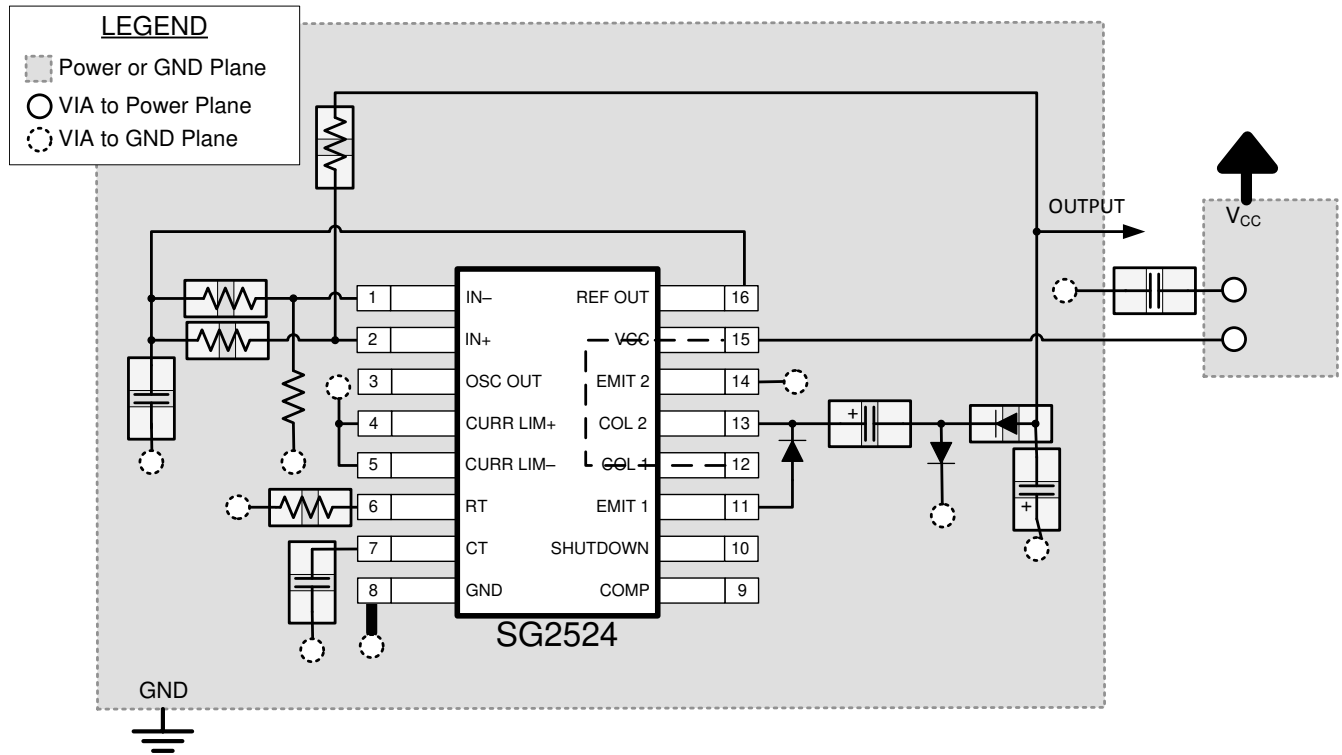 LEGEND
Power or GND Plane
VIA to Power Plane
VIA to GND Plane
OUTPUT
VCC
1 IN– REF OUT 16
2 IN+ VCC 15
3 OSC OUT EMIT 2 14
4 CURR LIM+ COL 2 13
5 CURR LIM– COL 1 12
6 RT EMIT 1 11
7 CT SHUTDOWN 10
8 GND COMP 9
+
+
SG2524
GND